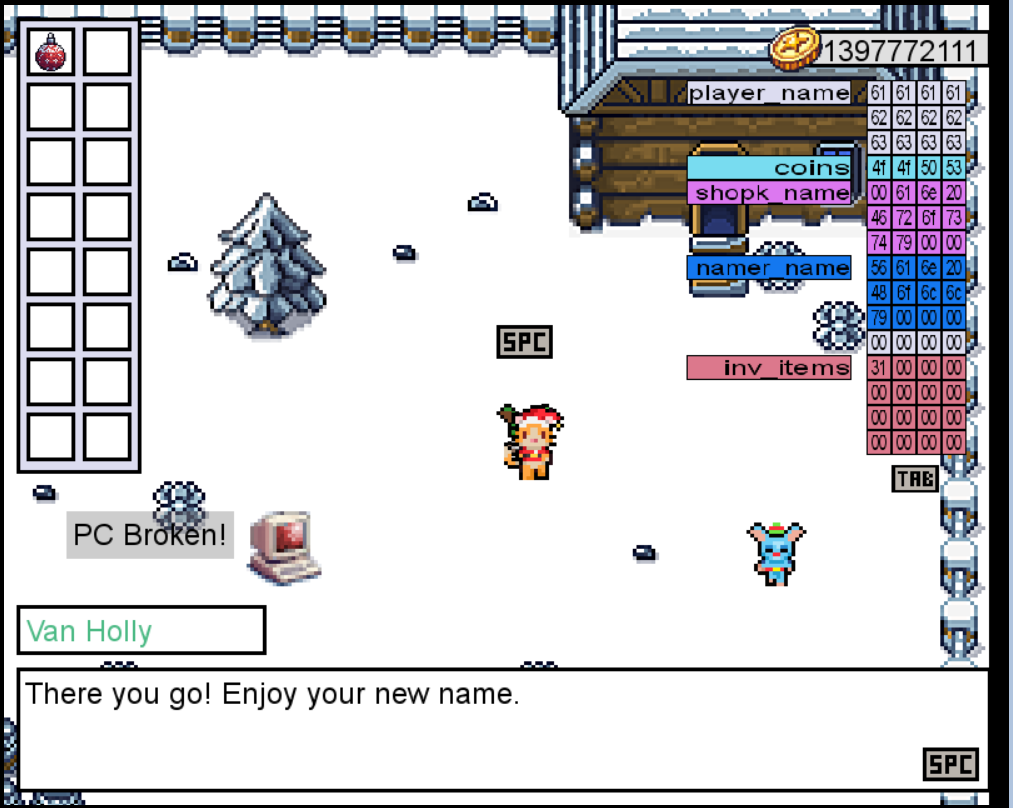 1397772111
player_name 61 61 61 61
62 62 62 62
63 63 63 63
coins 4f 4f 50 53
shopk_name 00 61 6e 20
46 72 6f 73
74 79 00 00
namer_name 56 61 6e 20
48 6f 6c 6c
79 00 00 00
00 00 00 00
inv_items 31 00 00 00
00 00 00 00
00 00 00 00
00 00 00 00
TAB
SPC
PC Broken!
Van Holly
There you go! Enjoy your new name.
SPC